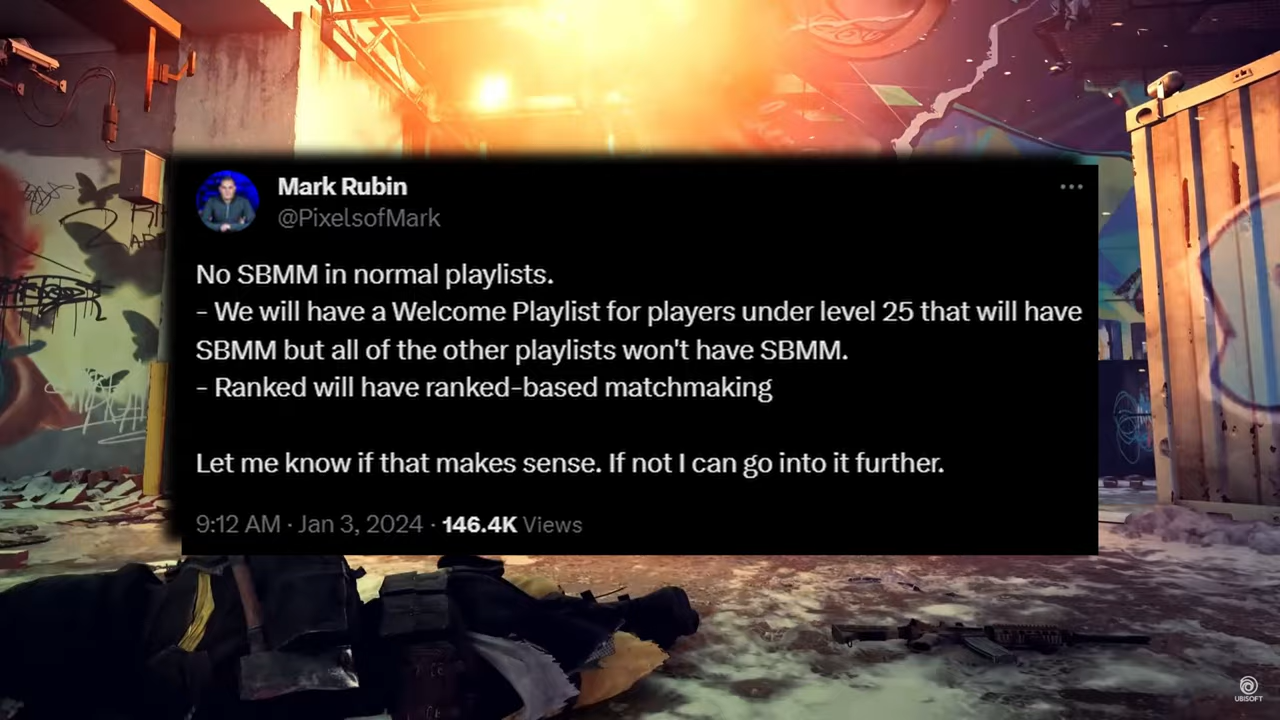 Mark Rubin
@PixelsofMark
No SBMM in normal playlists.
- We will have a Welcome Playlist for players under level 25 that will have
SBMM but all of the other playlists won't have SBMM.
- Ranked will have ranked-based matchmaking
Let me know if that makes sense. If not I can go into it further.
9:12 AM · Jan 3, 2024 · 146.4K Views
UBISOFT